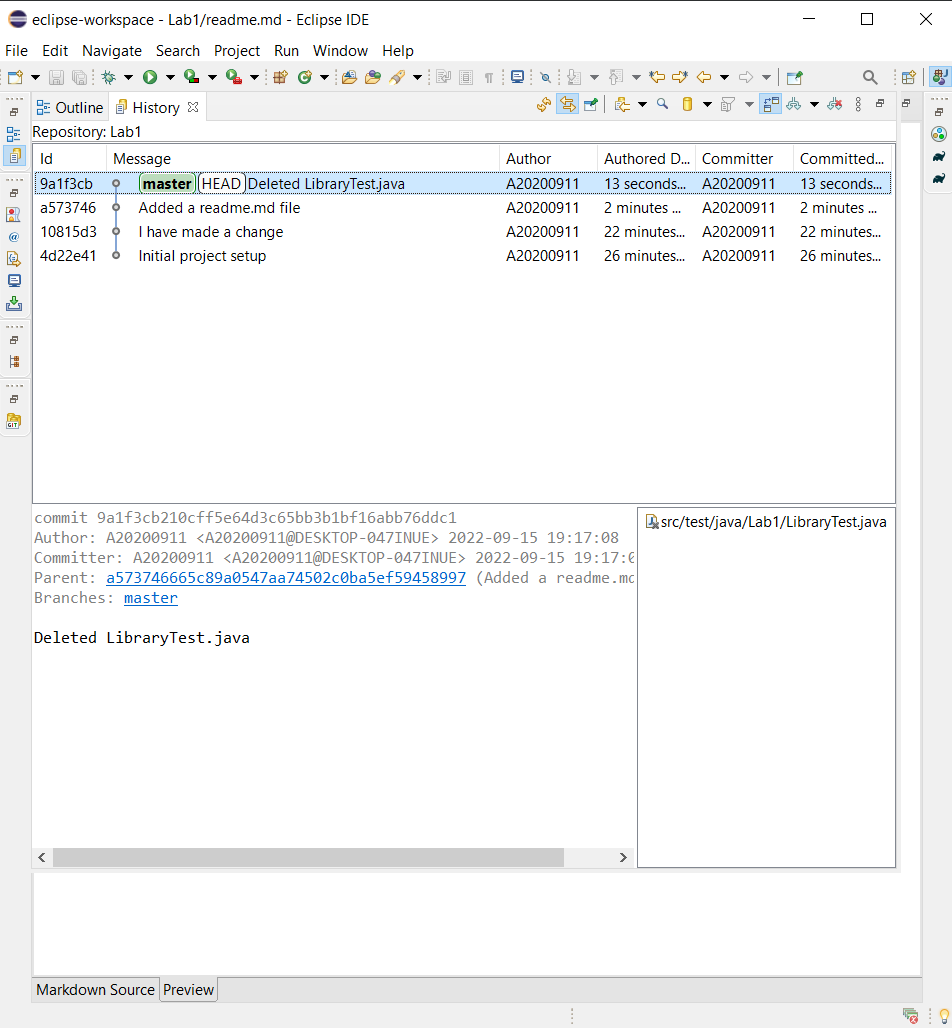 eclipse-workspace - Lab1/readme.md - Eclipse IDE
File Edit Navigate Search Project Run Window Help
Outline History
Repository: Lab1
Id Message Author Authored D... Committer Committed...
9a1f3cb master HEAD Deleted LibraryTest.java A20200911 13 seconds... A20200911 13 seconds...
a573746 Added a readme.md file A20200911 2 minutes ... A20200911 2 minutes ...
10815d3 I have made a change A20200911 22 minutes... A20200911 22 minutes...
4d22e41 Initial project setup A20200911 26 minutes... A20200911 26 minutes...
commit 9a1f3cb210cff5e64d3c65bb3b1bf16abb76ddc1
Author: A20200911 <A20200911@DESKTOP-047INUE> 2022-09-15 19:17:08
Committer: A20200911 <A20200911@DESKTOP-047INUE> 2022-09-15 19:17:0
Parent: a573746665c89a0547aa74502c0ba5ef59458997 (Added a readme.md
Branches: master
Deleted LibraryTest.java
src/test/java/Lab1/LibraryTest.java
Markdown Source Preview